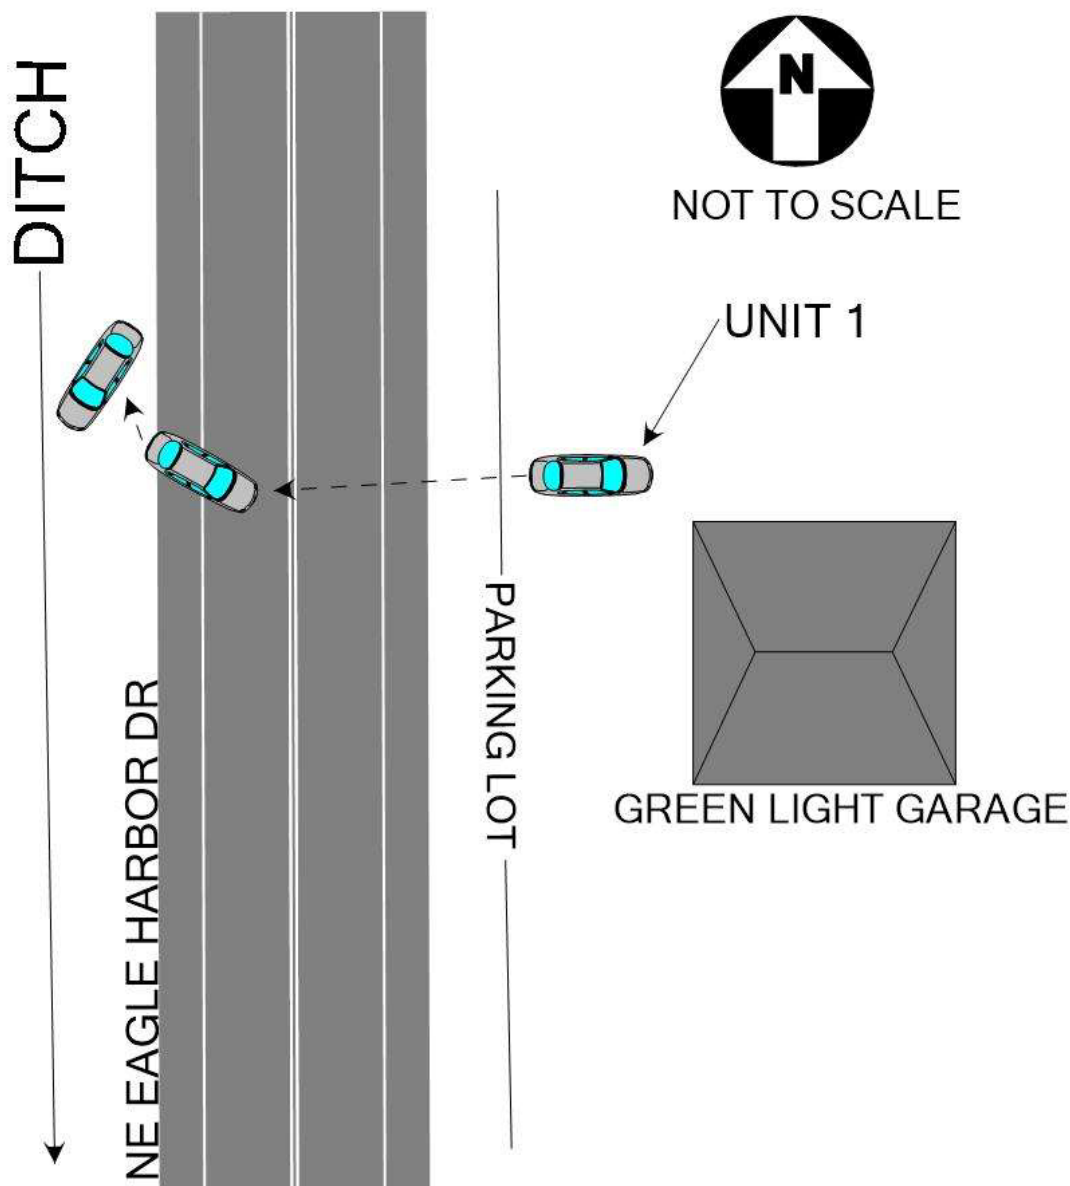 DITCH
N
NOT TO SCALE
UNIT 1
PARKING LOT
NE EAGLE HARBOR DR
GREEN LIGHT GARAGE